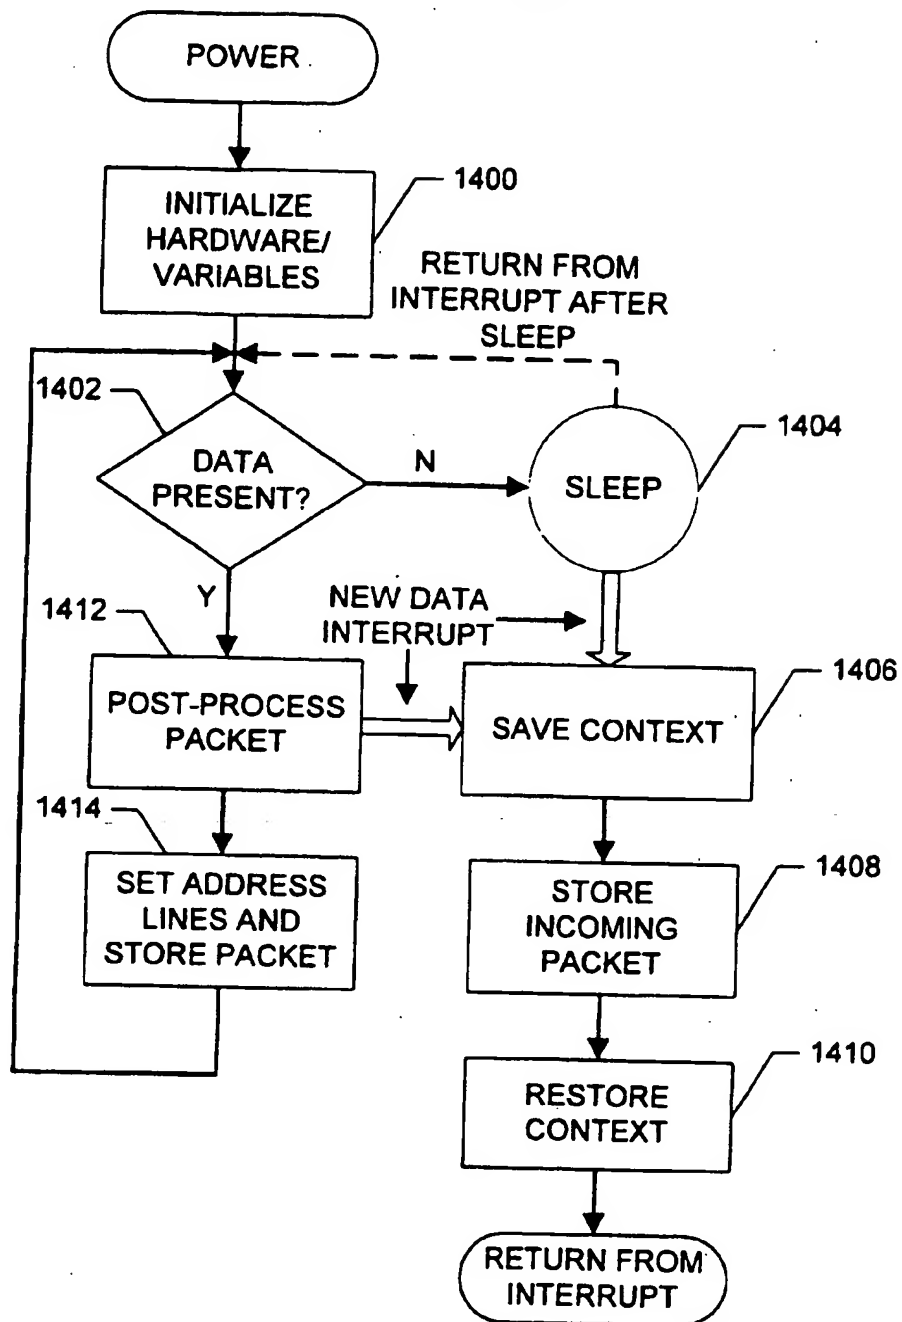 POWER
1400
INITIALIZE
HARDWARE/
VARIABLES
RETURN FROM
INTERRUPT AFTER
SLEEP
1402
1404
DATA
PRESENT?
N
SLEEP
Y
NEW DATA
INTERRUPT
1412
1406
POST-PROCESS
PACKET
SAVE CONTEXT
1414
1408
SET ADDRESS
LINES AND
STORE PACKET
STORE
INCOMING
PACKET
1410
RESTORE
CONTEXT
RETURN FROM
INTERRUPT